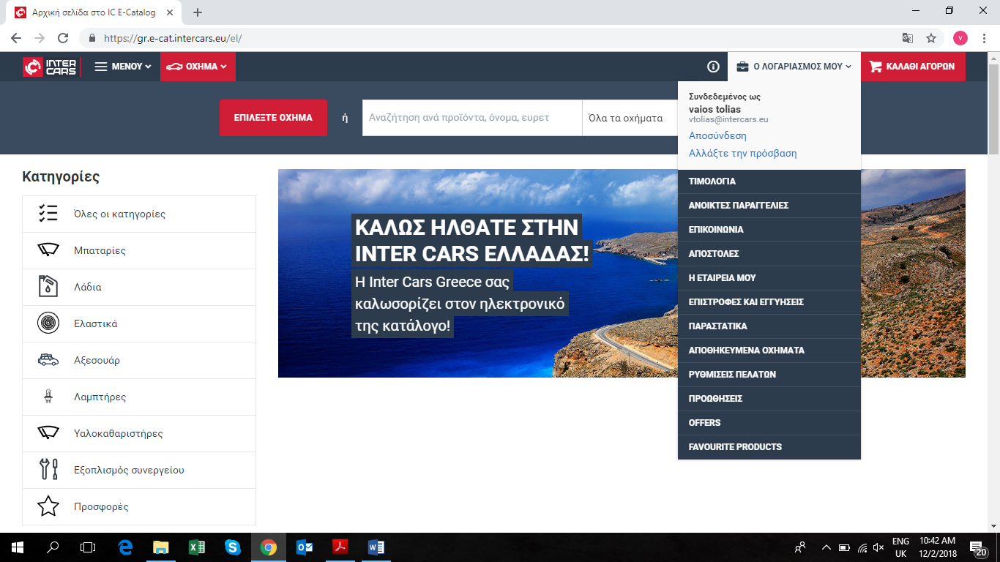 Αρχική σελίδα στο IC E-Catalog
https://gr.e-cat.intercars.eu/el/
V
INTER CARS
ΜΕΝΟΥ
ΟΧΗΜΑ
Ο ΛΟΓΑΡΙΑΣΜΟΣ ΜΟΥ
ΚΑΛΑΘΙ ΑΓΟΡΩΝ
ΕΠΙΛΕΞΤΕ ΟΧΗΜΑ
ή
Αναζήτηση ανά προϊόντα, όνομα, ευρετ
Όλα τα οχήματα
Συνδεδεμένος ως
vaios tolias
vtolias@intercars.eu
Αποσύνδεση
Αλλάξτε την πρόσβαση
ΤΙΜΟΛΟΓΙΑ
ΑΝΟΙΚΤΕΣ ΠΑΡΑΓΓΕΛΙΕΣ
ΕΠΙΚΟΙΝΩΝΙΑ
ΑΠΟΣΤΟΛΕΣ
Η ΕΤΑΙΡΕΙΑ ΜΟΥ
ΕΠΙΣΤΡΟΦΕΣ ΚΑΙ ΕΓΓΥΗΣΕΙΣ
ΠΑΡΑΣΤΑΤΙΚΑ
ΑΠΟΘΗΚΕΥΜΕΝΑ ΟΧΗΜΑΤΑ
ΡΥΘΜΙΣΕΙΣ ΠΕΛΑΤΩΝ
ΠΡΟΩΘΗΣΕΙΣ
OFFERS
FAVOURITE PRODUCTS
Κατηγορίες
Όλες οι κατηγορίες
Μπαταρίες
Λάδια
Ελαστικά
Αξεσουάρ
Λαμπτήρες
Υαλοκαθαριστήρες
Εξοπλισμός συνεργείου
Προσφορές
ΚΑΛΩΣ ΗΛΘΑΤΕ ΣΤΗΝ
INTER CARS ΕΛΛΑΔΑΣ!
Η Inter Cars Greece σας
καλωσορίζει στον ηλεκτρονικό
της κατάλογο!
ENG
UK
10:42 AM
12/2/2018
20